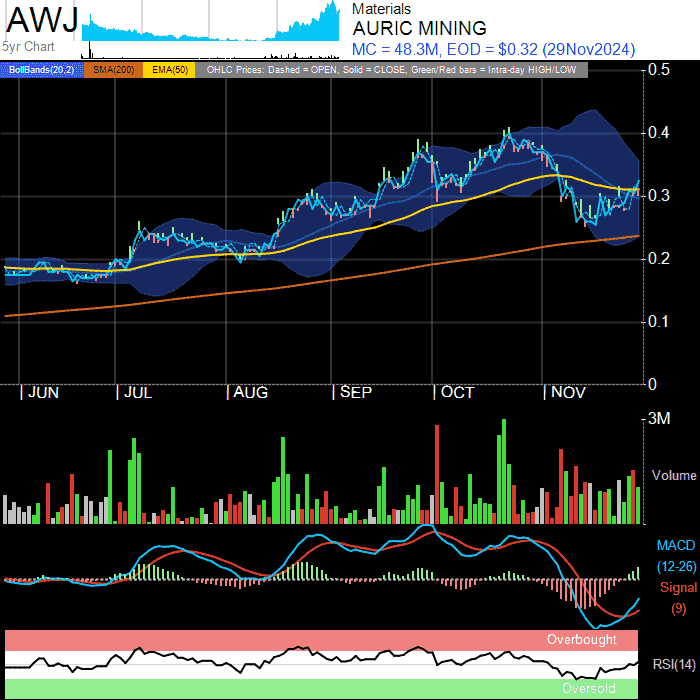 AWJ
5yr Chart
Materials
AURIC MINING
MC = 48.3M, EOD = $0.32 (29Nov2024)
BollBands(20,2) SMA(200) EMA(50) OHLC Prices: Dashed = OPEN, Solid = CLOSE, Green/Red bars = Intra-day HIGH/LOW
0.5
0.4
0.3
0.2
0.1
0
| JUN | JUL | AUG | SEP | OCT | NOV
3M
Volume
MACD
(12-26)
Signal
(9)
Overbought
RSI(14)
Oversold